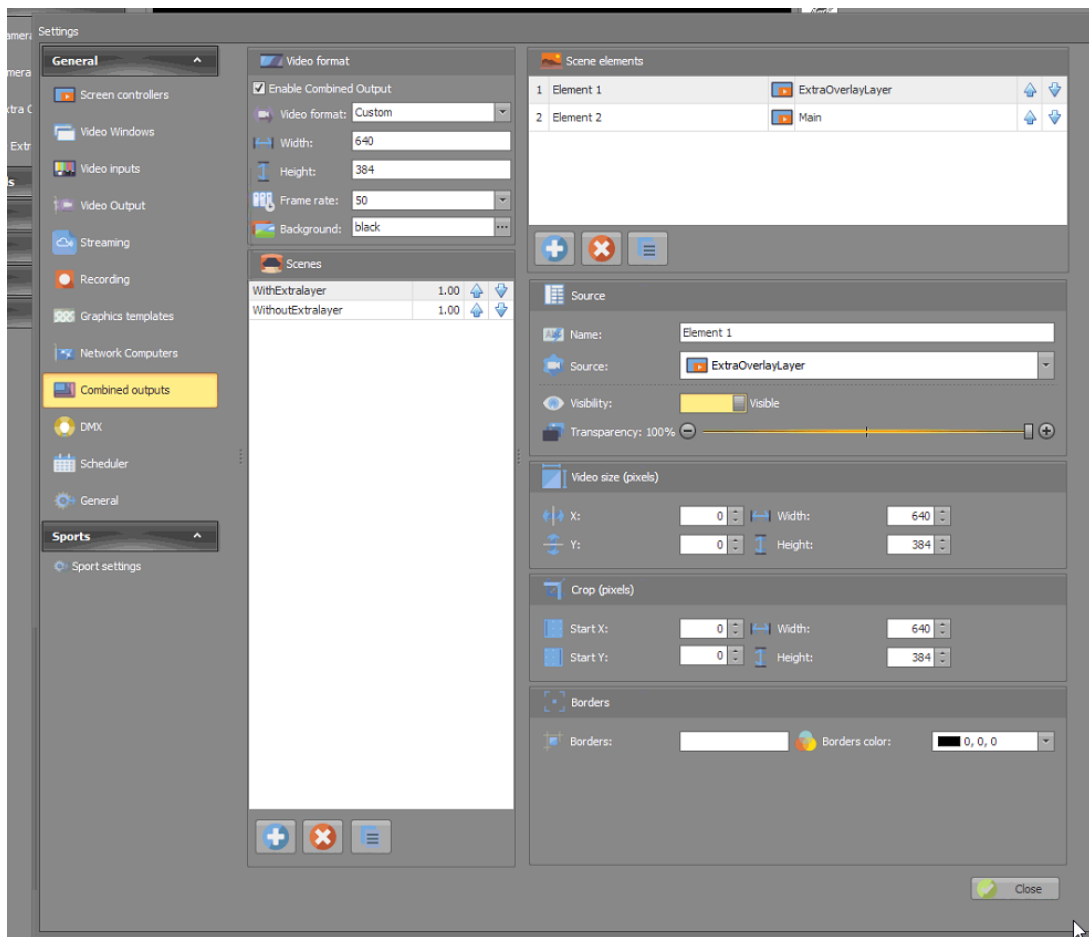 Settings
General
Screen controllers
Video Windows
Video inputs
Video Output
Streaming
Recording
Graphics templates
Network Computers
Combined outputs
DMX
Scheduler
General
Sports
Sport settings
Video format
Enable Combined Output
Video format: Custom
Width: 640
Height: 384
Frame rate: 50
Background: black
Scenes
WithExtralayer 1.00
WithoutExtralayer 1.00
Scene elements
1 Element 1 ExtraOverlayLayer
2 Element 2 Main
Source
Name: Element 1
Source: ExtraOverlayLayer
Visibility: Visible
Transparency: 100%
Video size (pixels)
X: 0 Width: 640
Y: 0 Height: 384
Crop (pixels)
Start X: 0 Width: 640
Start Y: 0 Height: 384
Borders
Borders: Borders color: 0, 0, 0
Close